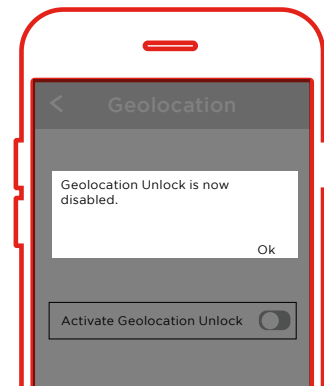 Geolocation
Geolocation Unlock is now
disabled.
Ok
Activate Geolocation Unlock